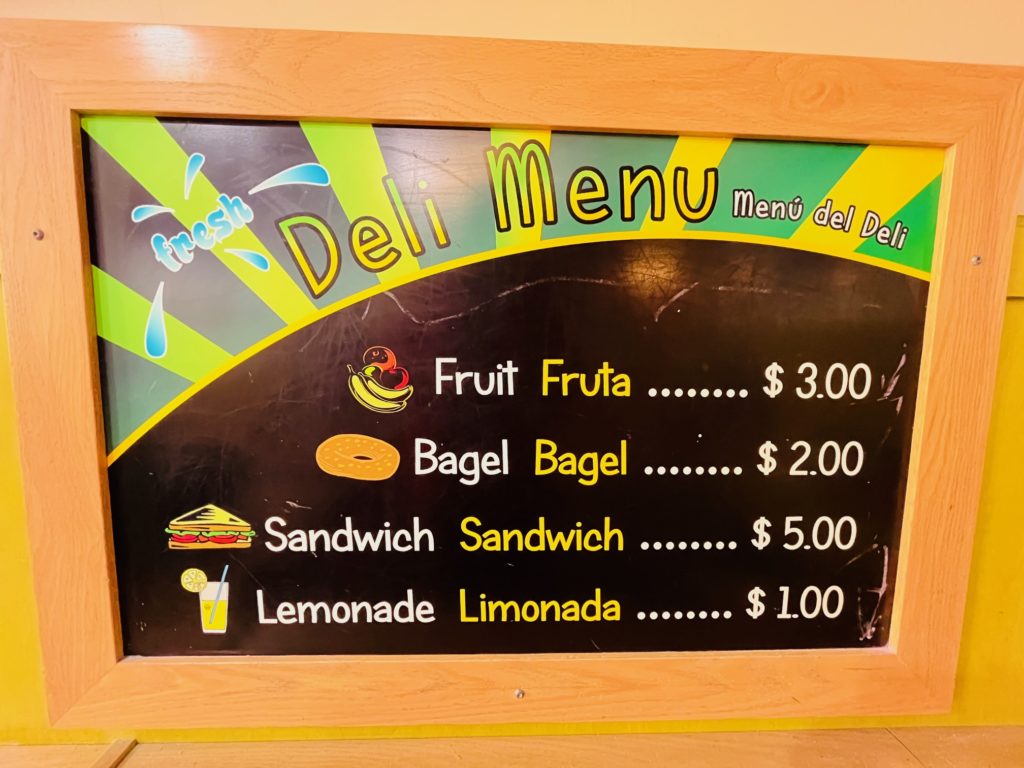 fresh
Deli Menu Menú del Deli
Fruit Fruta ........ $ 3.00
Bagel Bagel ........ $ 2.00
Sandwich Sandwich ........ $ 5.00
Lemonade Limonada ........ $ 1.00